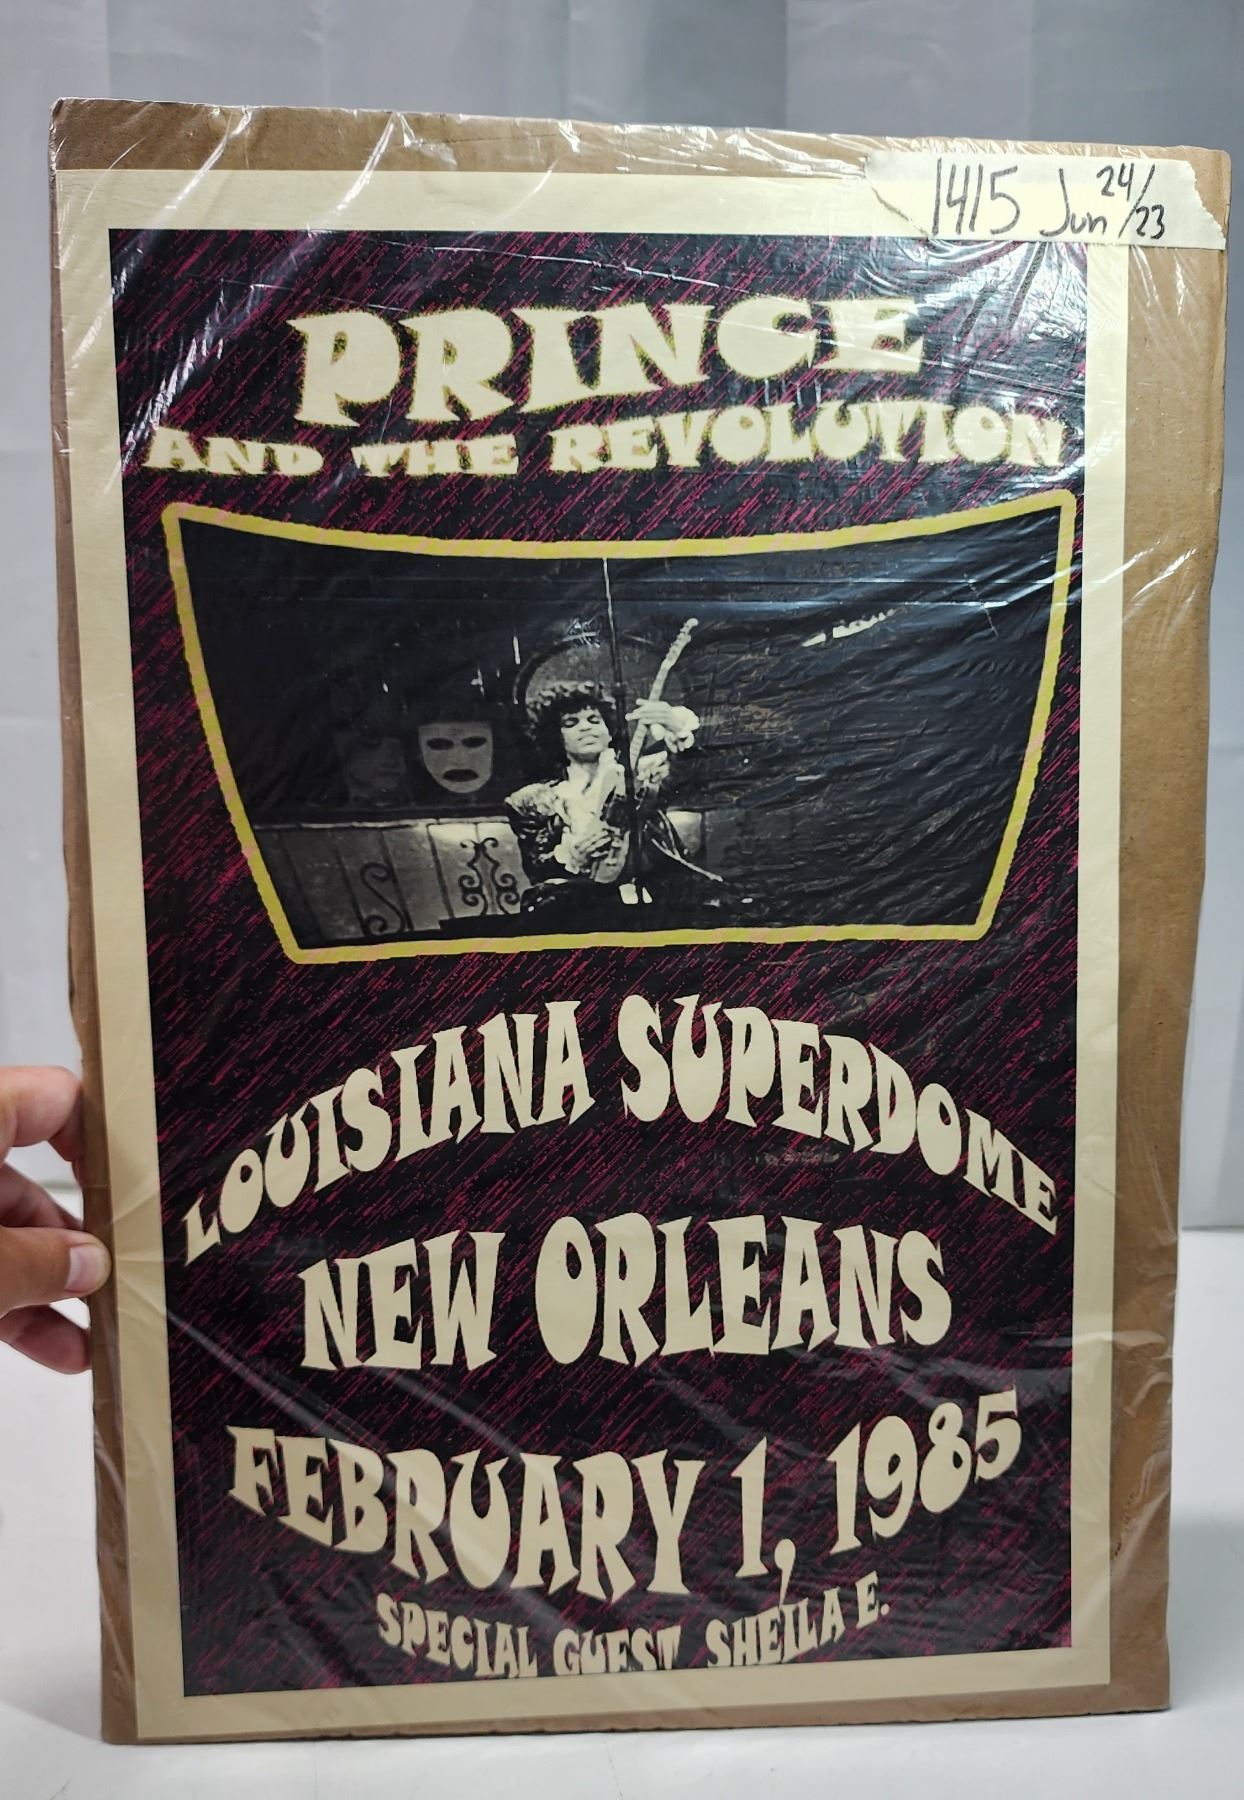 1415 Jun 24/23
PRINCE
AND THE REVOLUTION
LOUISIANA SUPERDOME
NEW ORLEANS
FEBRUARY 1, 1985
SPECIAL GUEST SHEILA E.